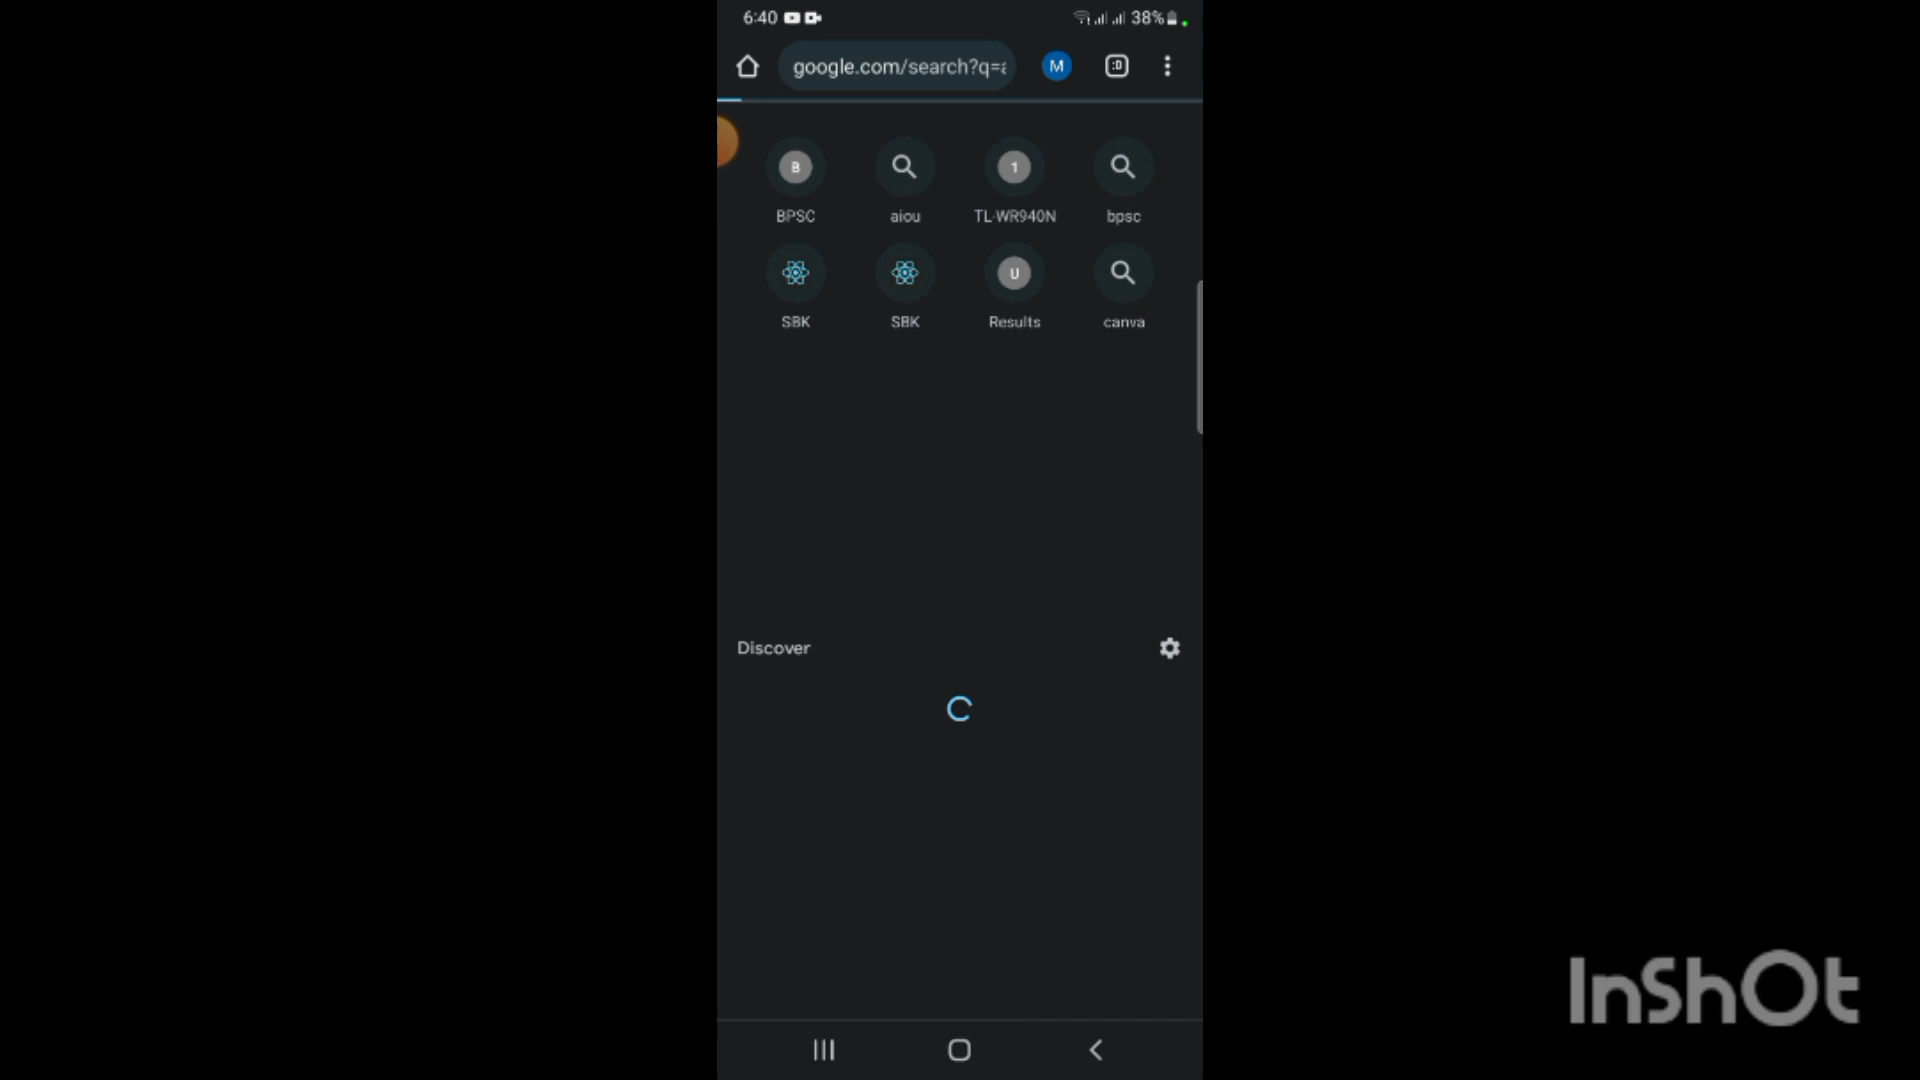 6:40 38%
google.com/search?q=a M :D
B 1
BPSC aiou TL-WR940N bpsc
U
SBK SBK Results canva
Discover
InShOt